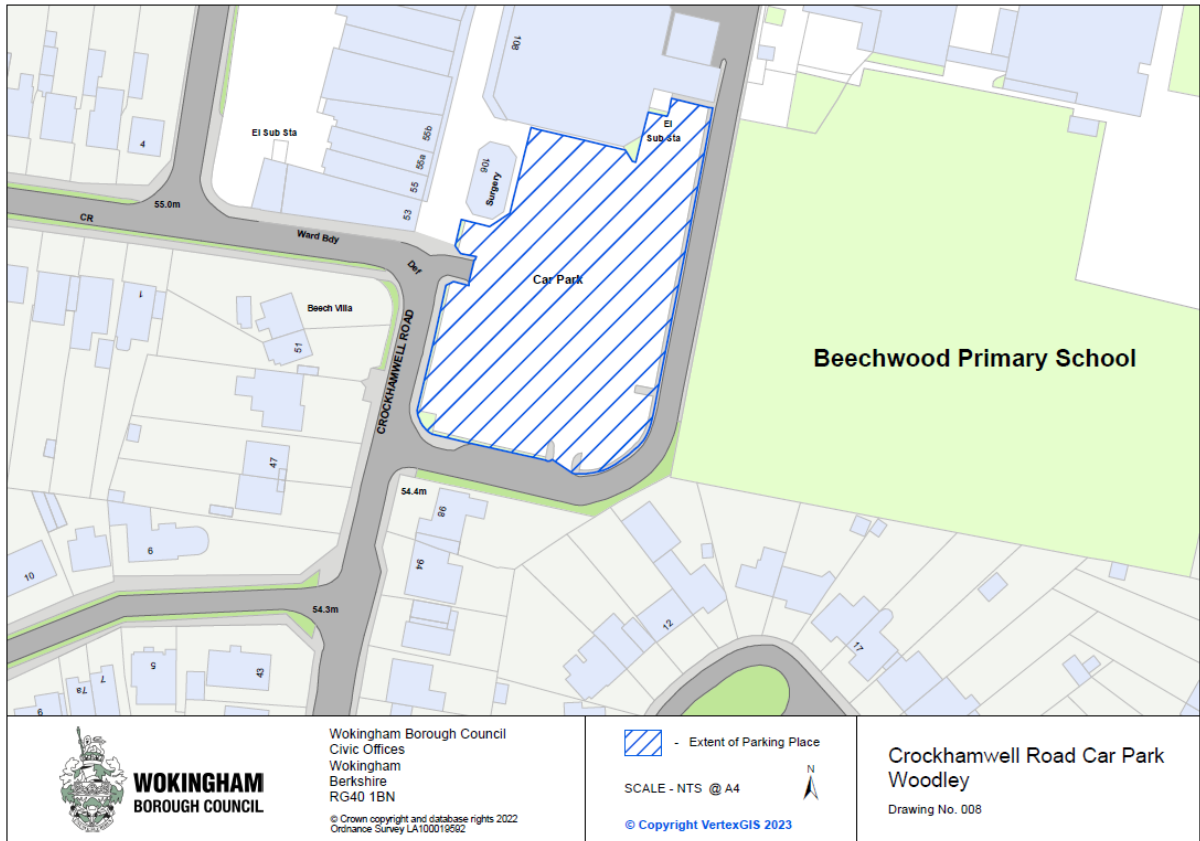 108
El
Sub Sta
El Sub Sta
4
55b
55a
55
53
106
Surgery
55.0m
CR
Ward Bdy
Def
Car Park
1
Beech Villa
51
CROCKHAMWELL ROAD
Beechwood Primary School
47
54.4m
98
94
9
10
54.3m
12
17
5
7
7a
9
43
WOKINGHAM
BOROUGH COUNCIL
Wokingham Borough Council
Civic Offices
Wokingham
Berkshire
RG40 1BN
© Crown copyright and database rights 2022
Ordnance Survey LA100019592
- Extent of Parking Place
SCALE - NTS @ A4
N
© Copyright VertexGIS 2023
Crockhamwell Road Car Park
Woodley
Drawing No. 008